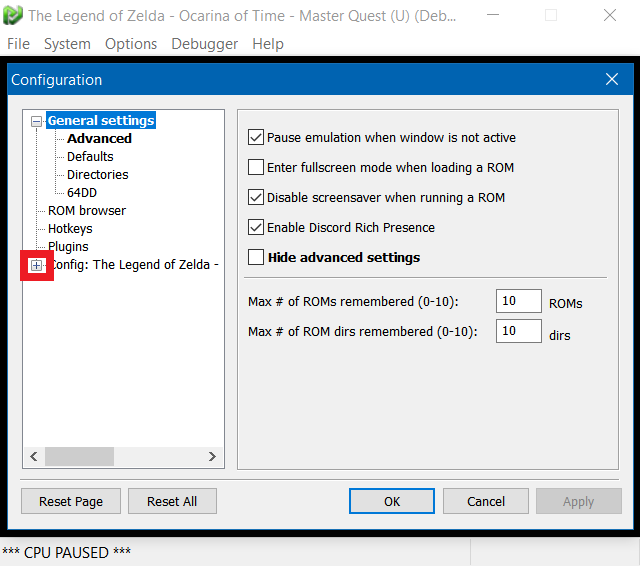 The Legend of Zelda - Ocarina of Time - Master Quest (U) (Deb...
File System Options Debugger Help
Configuration
General settings
Advanced
Defaults
Directories
64DD
ROM browser
Hotkeys
Plugins
Config: The Legend of Zelda -
Pause emulation when window is not active
Enter fullscreen mode when loading a ROM
Disable screensaver when running a ROM
Enable Discord Rich Presence
Hide advanced settings
Max # of ROMs remembered (0-10): 10 ROMs
Max # of ROM dirs remembered (0-10): 10 dirs
Reset Page Reset All OK Cancel Apply
*** CPU PAUSED ***